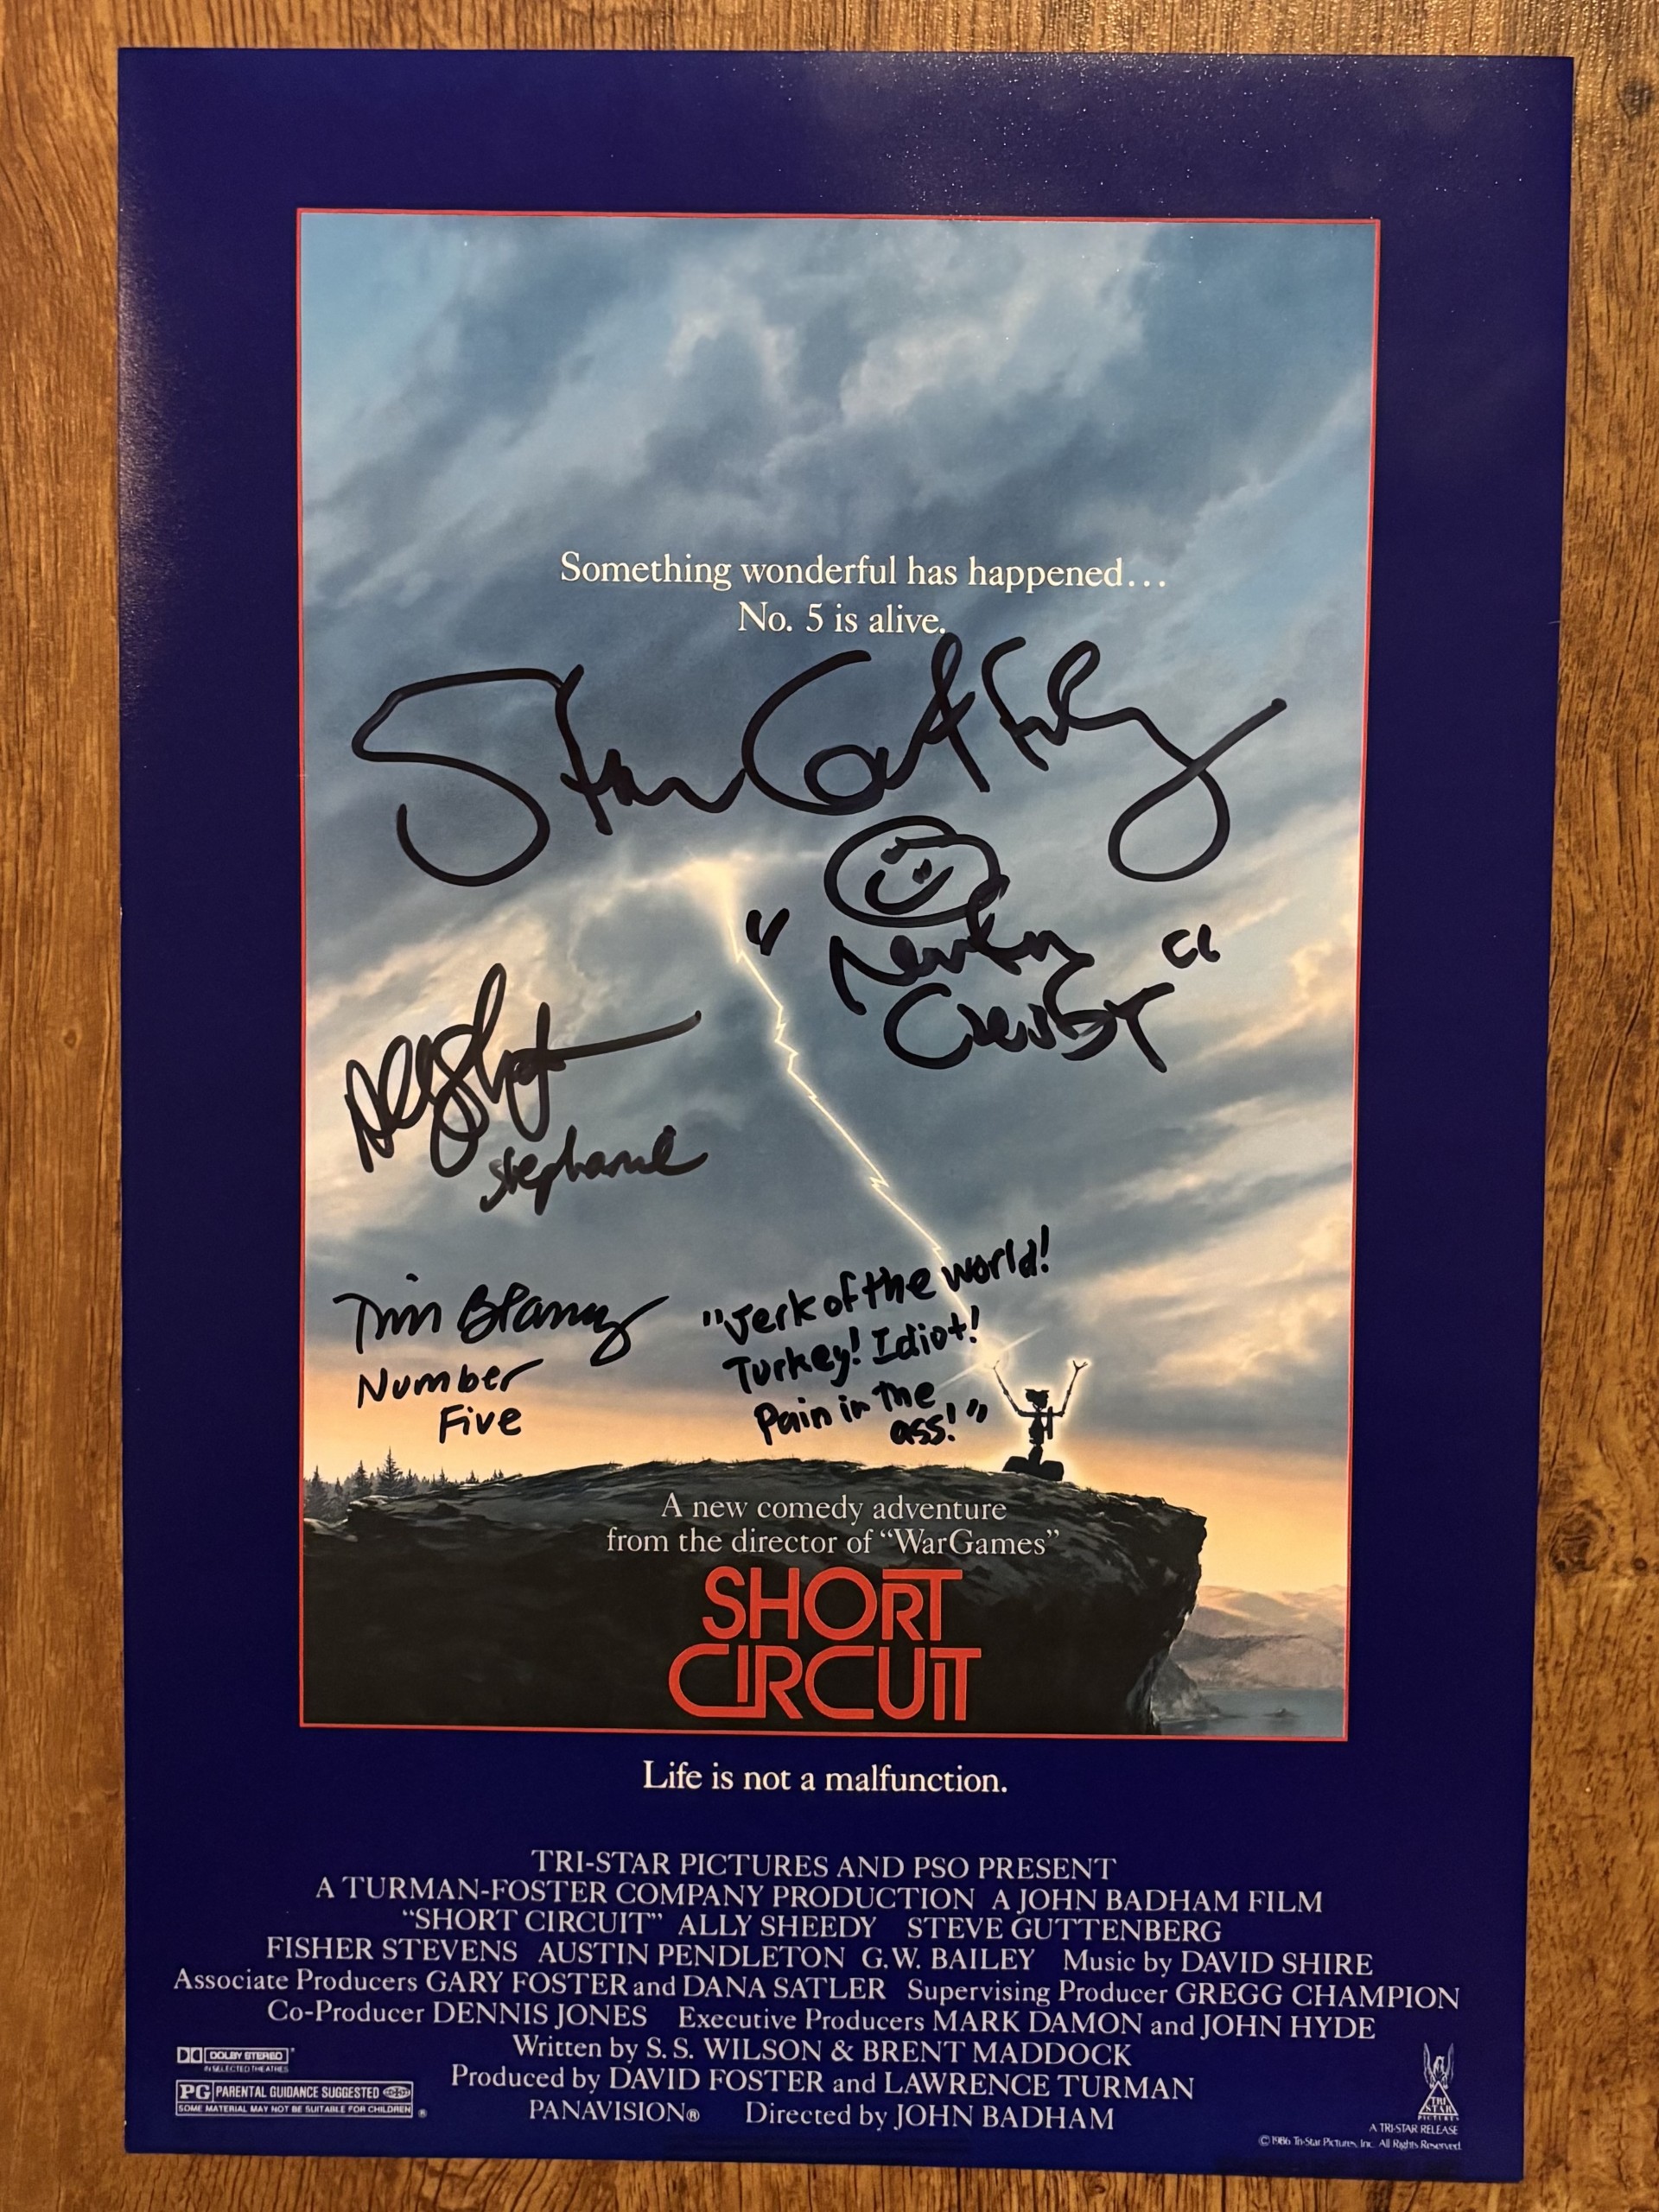 Something wonderful has happened...
No. 5 is alive.
Steve Guttenberg
"Newton
Crosby"
Ally Sheedy
Stephanie
Tim Blaney
Number
Five
"Jerk of the world!
Turkey! Idiot!
Pain in the
ass!"
A new comedy adventure
from the director of “WarGames”
SHORT
CIRCUIT
Life is not a malfunction.
TRI-STAR PICTURES AND PSO PRESENT
A TURMAN-FOSTER COMPANY PRODUCTION A JOHN BADHAM FILM
“SHORT CIRCUIT” ALLY SHEEDY STEVE GUTTENBERG
FISHER STEVENS AUSTIN PENDLETON G.W. BAILEY Music by DAVID SHIRE
Associate Producers GARY FOSTER and DANA SATLER Supervising Producer GREGG CHAMPION
Co-Producer DENNIS JONES Executive Producers MARK DAMON and JOHN HYDE
Written by S. S. WILSON & BRENT MADDOCK
Produced by DAVID FOSTER and LAWRENCE TURMAN
PANAVISION® Directed by JOHN BADHAM
DOLBY STEREO®
IN SELECTED THEATRES
PG PARENTAL GUIDANCE SUGGESTED
SOME MATERIAL MAY NOT BE SUITABLE FOR CHILDREN ®
TRI
STAR
PICTURES
A TRI-STAR RELEASE
©1986 Tri-Star Pictures, Inc. All Rights Reserved.